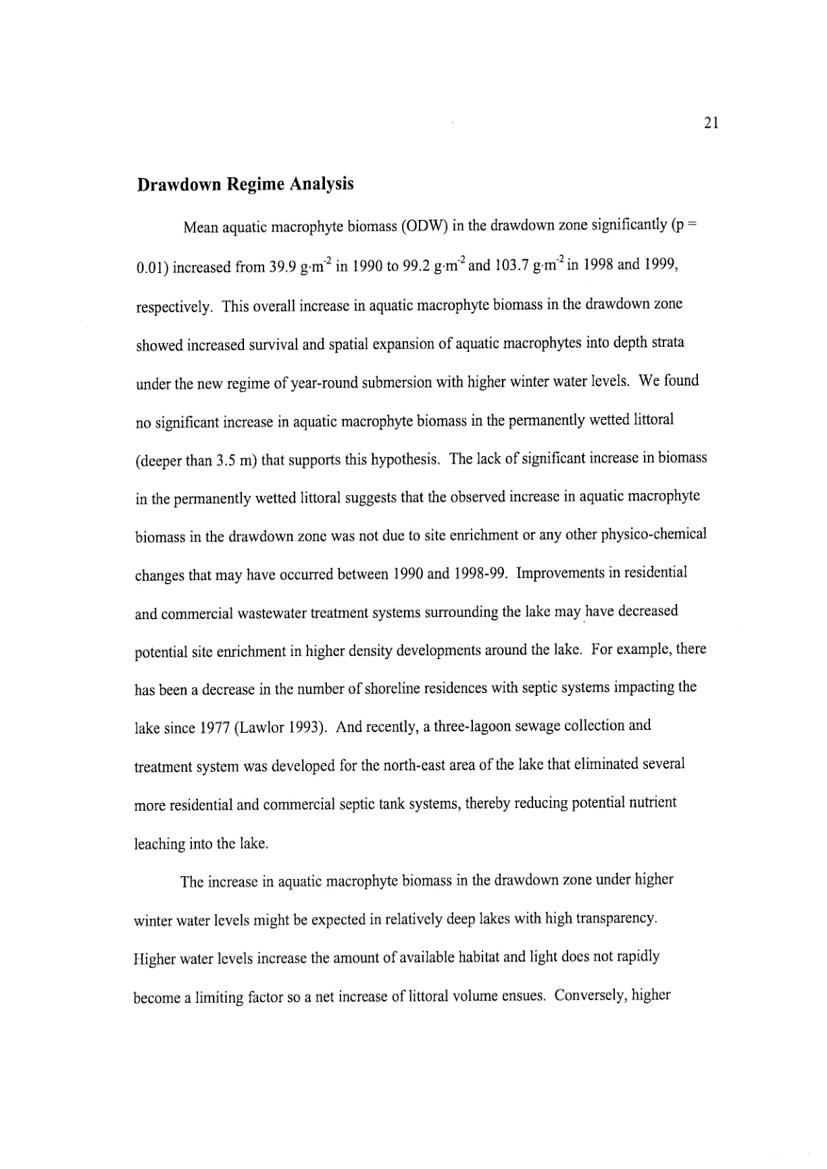 21
Drawdown Regime Analysis
Mean aquatic macrophyte biomass (ODW) in the drawdown zone significantly (p =
0.01) increased from 39.9 g·m⁻² in 1990 to 99.2 g·m⁻² and 103.7 g·m⁻² in 1998 and 1999,
respectively. This overall increase in aquatic macrophyte biomass in the drawdown zone
showed increased survival and spatial expansion of aquatic macrophytes into depth strata
under the new regime of year-round submersion with higher winter water levels. We found
no significant increase in aquatic macrophyte biomass in the permanently wetted littoral
(deeper than 3.5 m) that supports this hypothesis. The lack of significant increase in biomass
in the permanently wetted littoral suggests that the observed increase in aquatic macrophyte
biomass in the drawdown zone was not due to site enrichment or any other physico-chemical
changes that may have occurred between 1990 and 1998-99. Improvements in residential
and commercial wastewater treatment systems surrounding the lake may have decreased
potential site enrichment in higher density developments around the lake. For example, there
has been a decrease in the number of shoreline residences with septic systems impacting the
lake since 1977 (Lawlor 1993). And recently, a three-lagoon sewage collection and
treatment system was developed for the north-east area of the lake that eliminated several
more residential and commercial septic tank systems, thereby reducing potential nutrient
leaching into the lake.
The increase in aquatic macrophyte biomass in the drawdown zone under higher
winter water levels might be expected in relatively deep lakes with high transparency.
Higher water levels increase the amount of available habitat and light does not rapidly
become a limiting factor so a net increase of littoral volume ensues. Conversely, higher